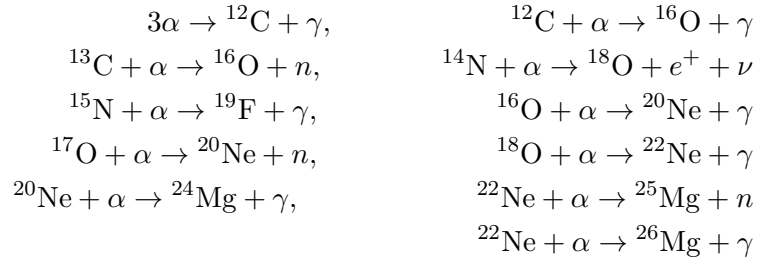 3α → ¹²C + γ, ¹²C + α → ¹⁶O + γ
¹³C + α → ¹⁶O + n, ¹⁴N + α → ¹⁸O + e⁺ + ν
¹⁵N + α → ¹⁹F + γ, ¹⁶O + α → ²⁰Ne + γ
¹⁷O + α → ²⁰Ne + n, ¹⁸O + α → ²²Ne + γ
²⁰Ne + α → ²⁴Mg + γ, ²²Ne + α → ²⁵Mg + n
²²Ne + α → ²⁶Mg + γ